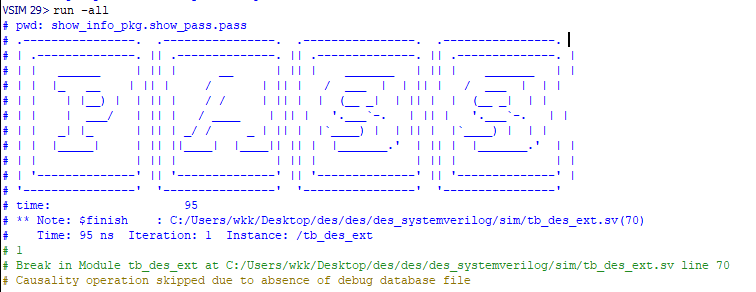 VSIM 29> run -all
# pwd: show_info_pkg.show_pass.pass
# .----------------.  .----------------.  .----------------.  .----------------.
# | .--------------. || .--------------. || .--------------. || .--------------. |
# | |   ______     | || |      __      | || |    _______   | || |    _______   | |
# | |  |_   __    | || |     /       | || |   /  ___  |  | || |   /  ___  |  | |
# | |    | |__) |  | || |    / /      | || |  |  (__ _|  | || |  |  (__ _|  | |
# | |    |  ___/   | || |   / ____    | || |   '.___`-.   | || |   '.___`-.   | |
# | |   _| |_      | || | _/ /     _ | || |  |`____) |  | || |  |`____) |  | |
# | |  |_____|     | || ||____|  |____|| || |  |_______.'  | || |  |_______.'  | |
# | |              | || |              | || |              | || |              | |
# | '--------------' || '--------------' || '--------------' || '--------------' |
# '----------------'  '----------------'  '----------------'  '----------------'
# time:                   95
# ** Note: $finish    : C:/Users/wkk/Desktop/des/des/des_systemverilog/sim/tb_des_ext.sv(70)
#    Time: 95 ns  Iteration: 1  Instance: /tb_des_ext
# 1
# Break in Module tb_des_ext at C:/Users/wkk/Desktop/des/des/des_systemverilog/sim/tb_des_ext.sv line 70
# Causality operation skipped due to absence of debug database file